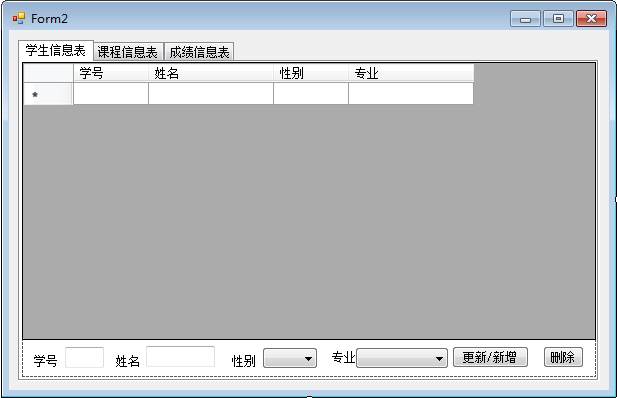 Form2
学生信息表 课程信息表 成绩信息表
学号 姓名 性别 专业
*
学号 姓名 性别 专业 更新/新增 删除